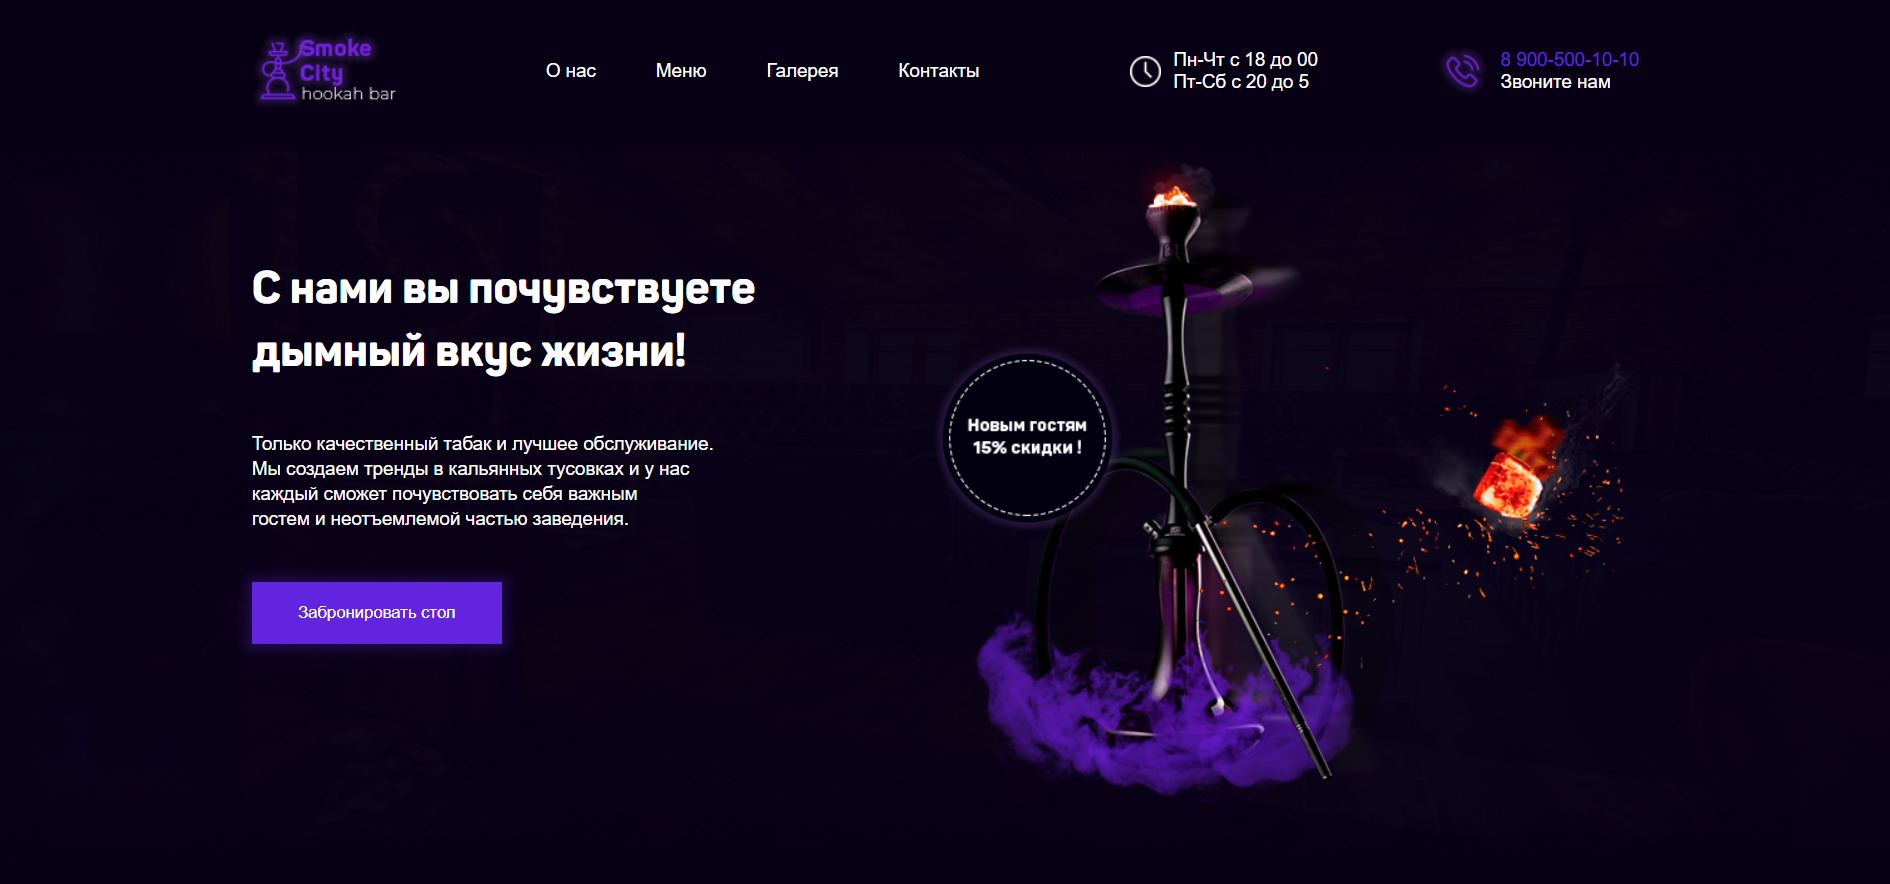 Smoke
City
hookah bar
О нас
Меню
Галерея
Контакты
Пн-Чт с 18 до 00
Пт-Сб с 20 до 5
8 900-500-10-10
Звоните нам
С нами вы почувствуете
дымный вкус жизни!
Новым гостям
15% скидки !
Только качественный табак и лучшее обслуживание.
Мы создаем тренды в кальянных тусовках и у нас
каждый сможет почувствовать себя важным
гостем и неотъемлемой частью заведения.
Забронировать стол